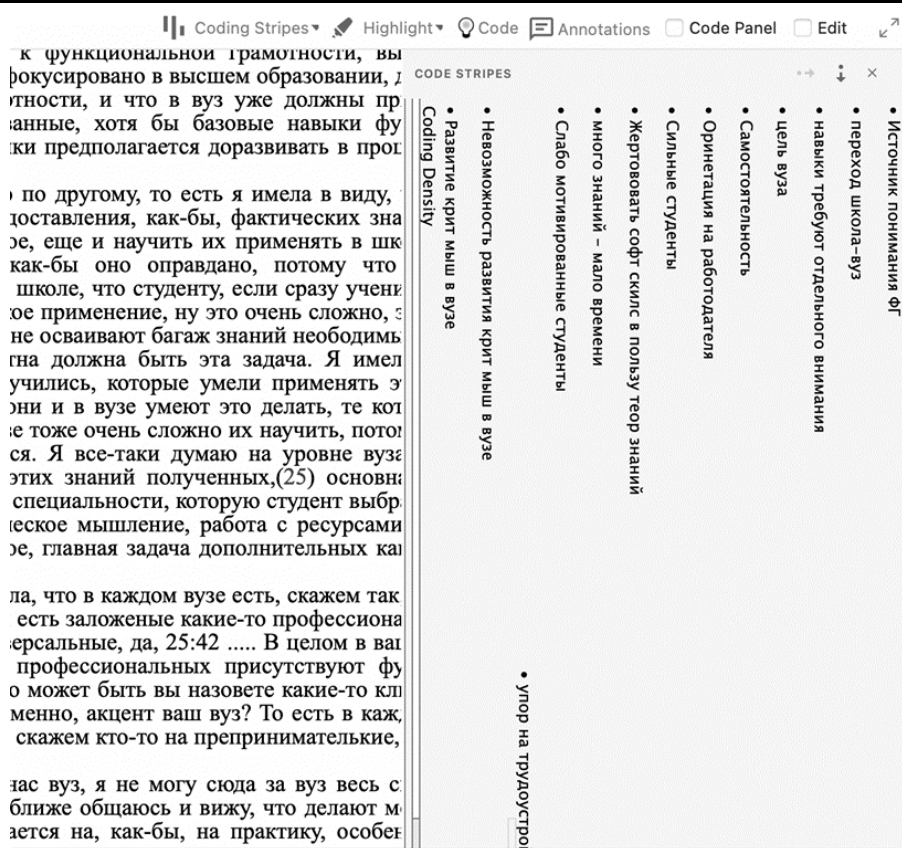 Coding Stripes Highlight Code Annotations Code Panel Edit
к функциональной грамотности, вы
фокусировано в высшем образовании, д
отности, и что в вуз уже должны пр
ванные, хотя бы базовые навыки фу
ки предполагается доразвивать в проц
по другому, то есть я имела в виду,
доставления, как-бы, фактических зна
ое, еще и научить их применять в шк
как-бы оно оправдано, потому что
школе, что студенту, если сразу учени
ое применение, ну это очень сложно, з
не осваивают багаж знаний необходимы
на должна быть эта задача. Я имел
учились, которые умели применять э
они и в вузе умеют это делать, те кот
е тоже очень сложно их научить, потом
ся. Я все-таки думаю на уровне вуза
этих знаний полученных,(25) основна
специальности, которую студент выбр
еское мышление, работа с ресурсами
ое, главная задача дополнительных ка
ла, что в каждом вузе есть, скажем так
есть заложеные какие-то профессиона
ерсальные, да, 25:42 ..... В целом в ва
профессиональных присутствуют фу
о может быть вы назовете какие-то кл
менно, акцент ваш вуз? То есть в каж
скажем кто-то на препринимателькие,
нас вуз, я не могу сюда за вуз весь с
ближе общаюсь и вижу, что делают м
ается на, как-бы, на практику, особен
CODE STRIPES
Coding Density
• Развитие крит мыш в вузе
• Невозможность развития крит мыш в вузе
• упор на трудоустро
• Слабо мотивированные студенты
• много знаний – мало времени
• Жертвовать софт скилс в пользу теор знаний
• Сильные студенты
• Оринетация на работодателя
• Самостоятельность
• цель вуза
• навыки требуют отдельного внимания
• переход школа-вуз
• Источник понимания ФГ